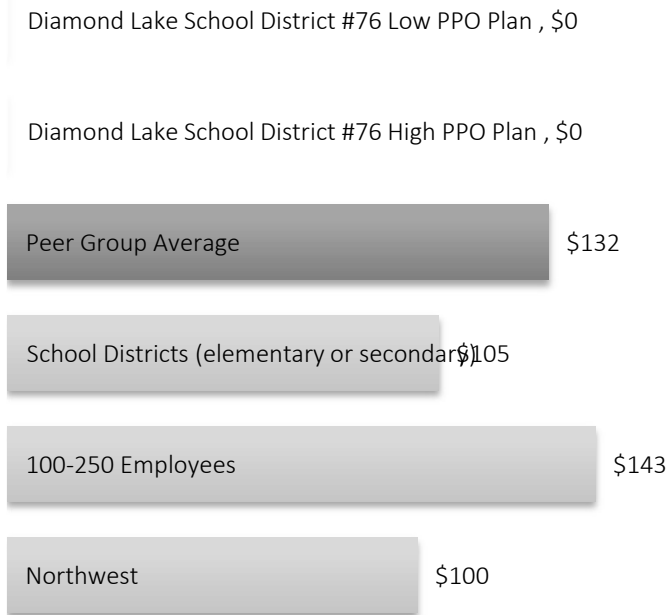 Diamond Lake School District #76 Low PPO Plan , $0
Diamond Lake School District #76 High PPO Plan , $0
Peer Group Average $132
School Districts (elementary or secondary) $105
100-250 Employees $143
Northwest $100